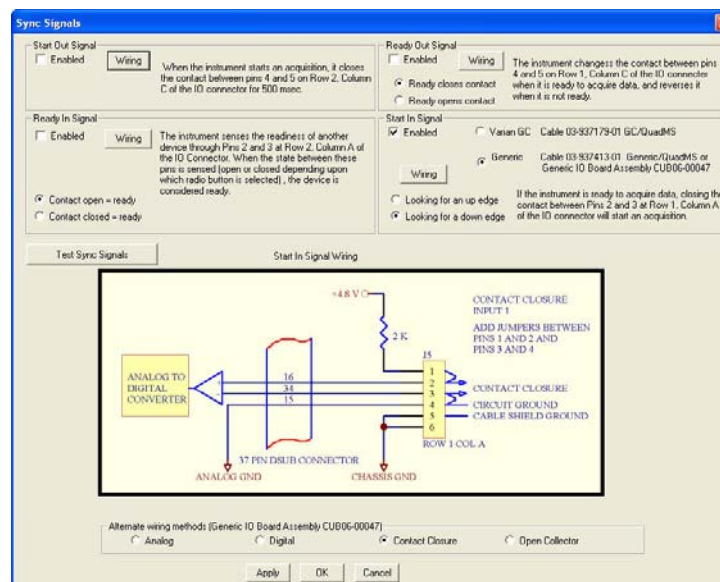 Sync Signals
Start Out Signal
Enabled
Wiring
When the instrument starts an acquisition, it closes
the contact between pins 4 and 5 on Row 2, Column
C of the IO connector for 500 msec.
Ready Out Signal
Enabled
Wiring
The instrument changess the contact between pins
4 and 5 on Row 1, Column C of the IO connecter
when it is ready to acquire data, and reverses it
when it is not ready.
Ready closes contact
Ready opens contact
Ready In Signal
Enabled
Wiring
The instrument senses the readiness of another
device through Pins 2 and 3 at Row 2, Column A of
the IO Connector. When the state between these
pins is sensed (open or closed depending upon
which radio button is selected) , the device is
considered ready.
Contact open = ready
Contact closed = ready
Start In Signal
Enabled
Varian GC
Cable 03-937179-01 GC/QuadMS
Generic
Cable 03-937413-01 Generic/QuadMS or
Generic IO Board Assembly CUB06-00047
Wiring
Looking for an up edge
Looking for a down edge
If the instrument is ready to acquire data, closing the
contact between Pins 2 and 3 at Row 1, Column A
of the IO connector will start an acquisition.
Test Sync Signals
Start In Signal Wiring
+4.8 V
2 K
CONTACT CLOSURE
INPUT 1
ADD JUMPERS BETWEEN
PINS 1 AND 2 AND
PINS 3 AND 4
J5
1
2
3
4
5
6
ANALOG TO
DIGITAL
CONVERTER
16
34
15
CONTACT CLOSURE
CIRCUIT GROUND
CABLE SHIELD GROUND
ROW 1 COL A
37 PIN DSUB CONNECTOR
ANALOG GND
CHASSIS GND
Alternate wiring methods (Generic IO Board Assembly CUB06-00047)
Analog
Digital
Contact Closure
Open Collector
Apply
OK
Cancel